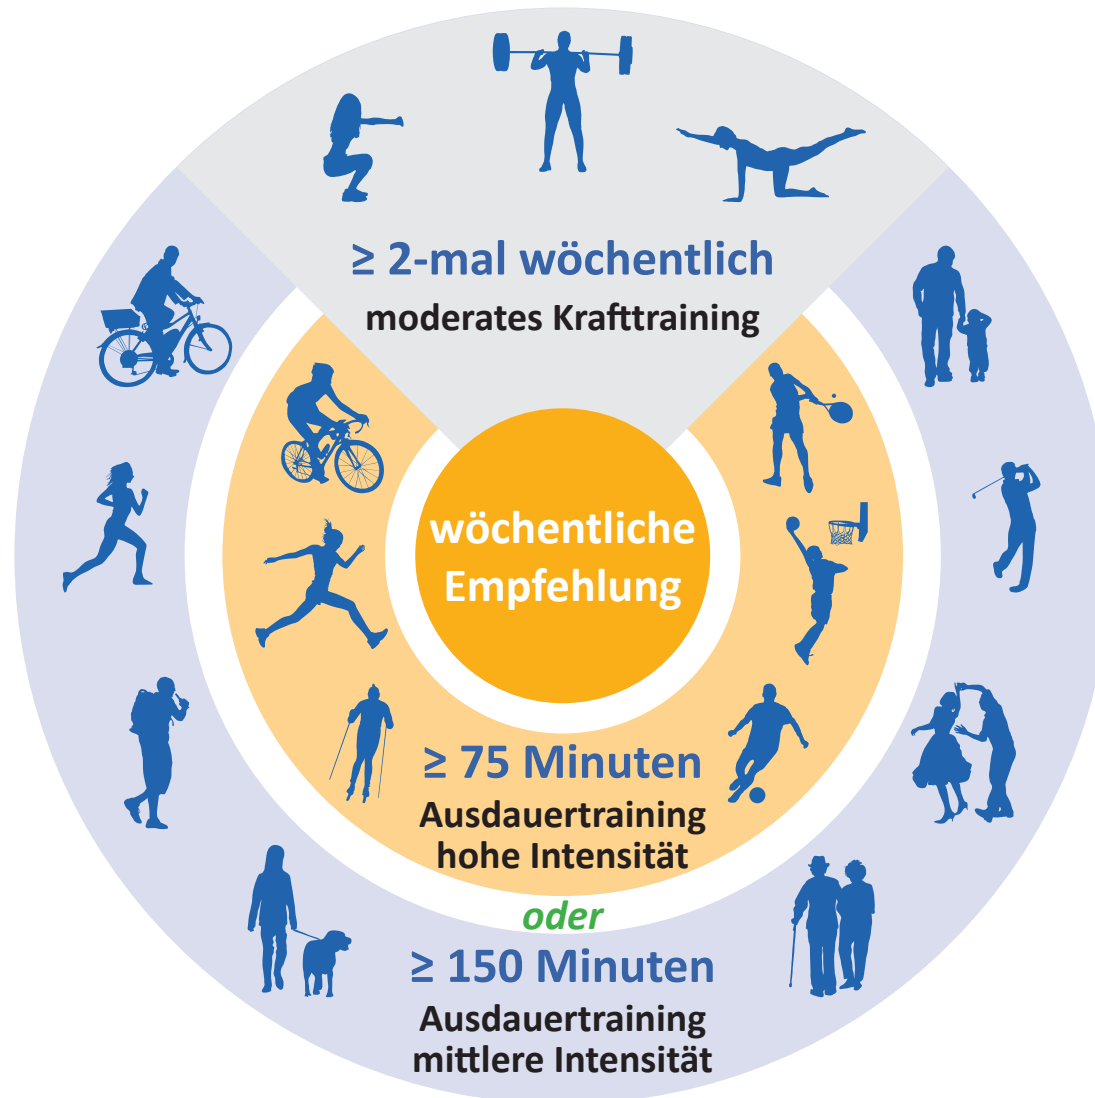 ≥ 2-mal wöchentlich
moderates Krafttraining
wöchentliche
Empfehlung
≥ 75 Minuten
Ausdauertraining
hohe Intensität
oder
≥ 150 Minuten
Ausdauertraining
mittlere Intensität